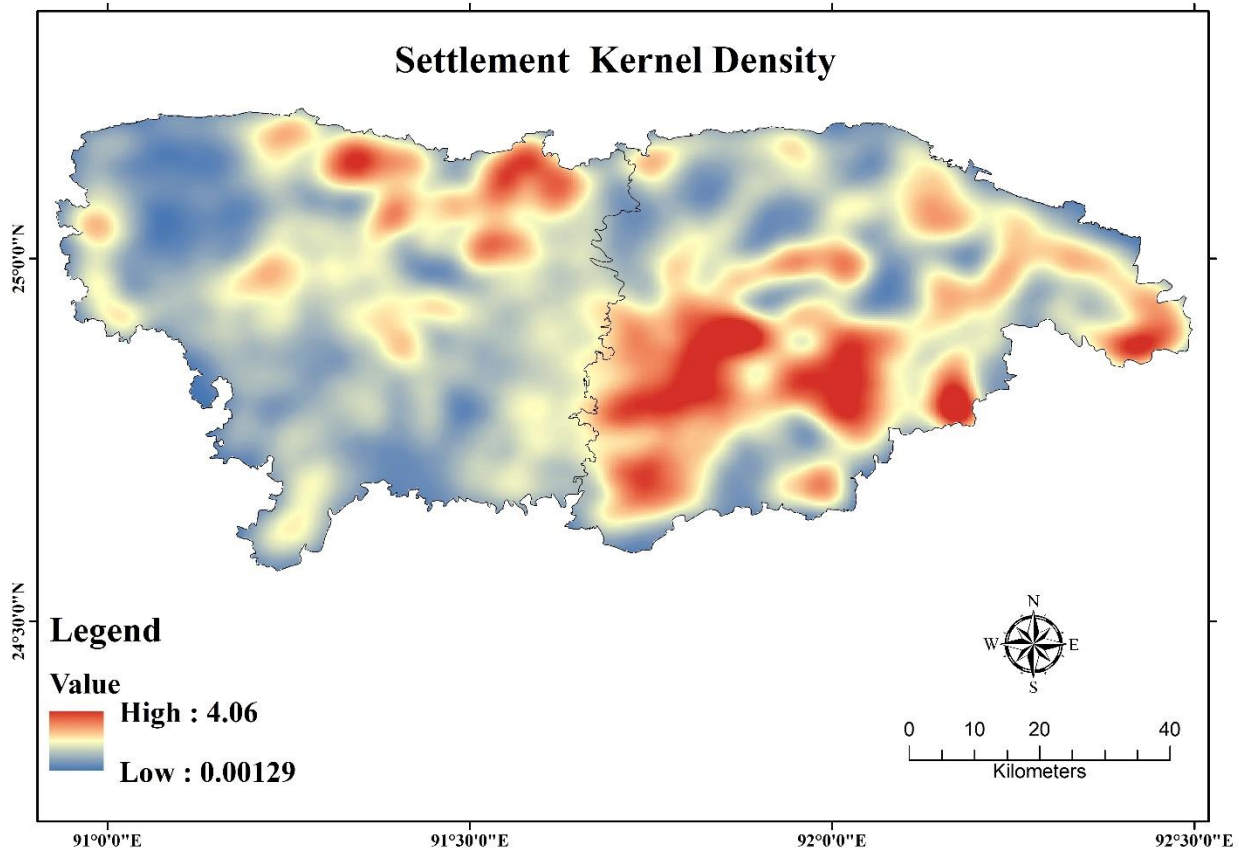 Settlement  Kernel Density
25°0'0"N
24°30'0"N
Legend
Value
High : 4.06
Low : 0.00129
N
W E
S
0 10 20 40
Kilometers
91°0'0"E 91°30'0"E 92°0'0"E 92°30'0"E